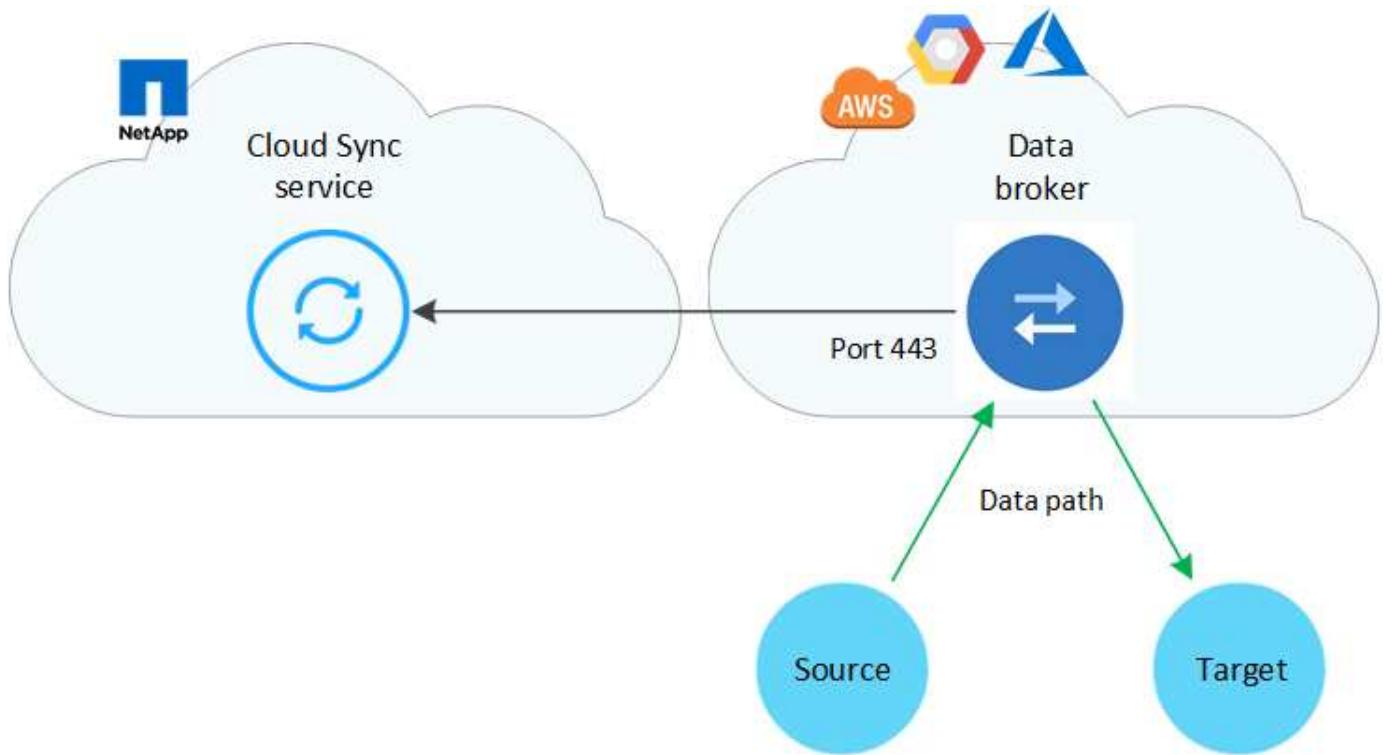 NetApp
Cloud Sync
service
AWS
Data
broker
Port 443
Data path
Source
Target